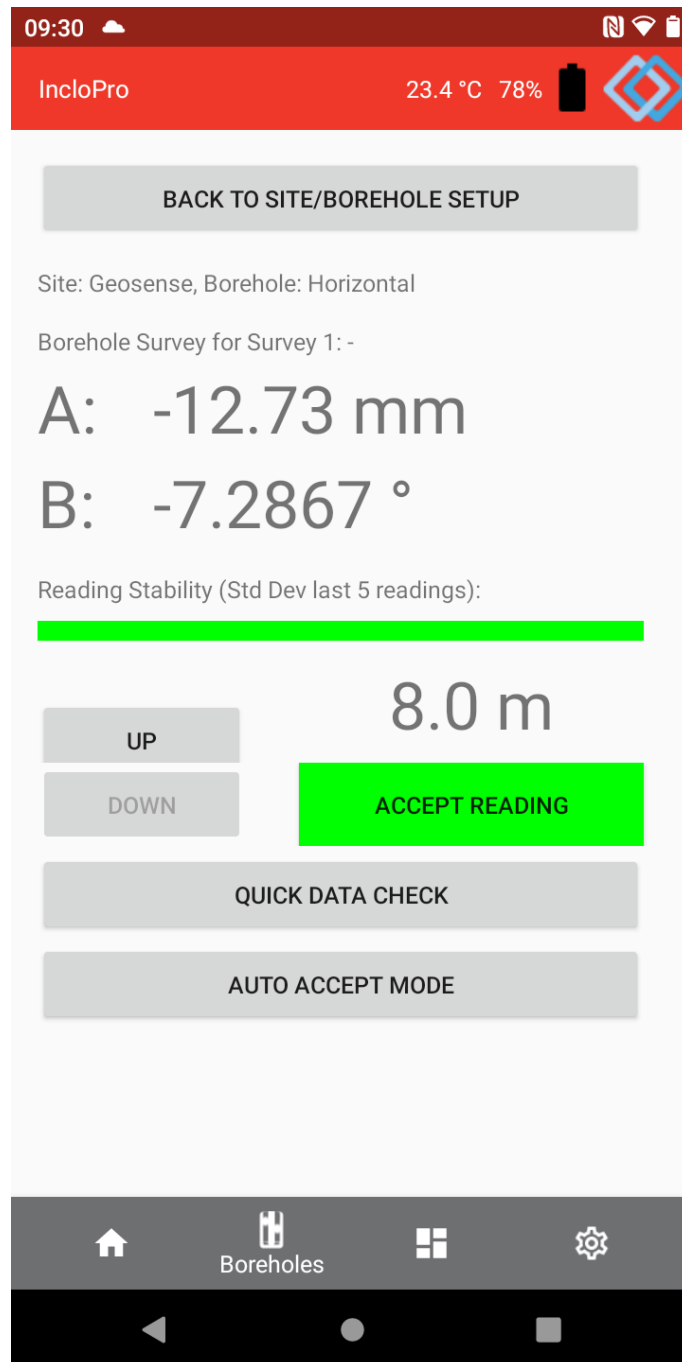 09:30
IncloPro 23.4 °C 78%
BACK TO SITE/BOREHOLE SETUP
Site: Geosense, Borehole: Horizontal
Borehole Survey for Survey 1: -
A: -12.73 mm
B: -7.2867 °
Reading Stability (Std Dev last 5 readings):
8.0 m
UP
DOWN ACCEPT READING
QUICK DATA CHECK
AUTO ACCEPT MODE
Boreholes